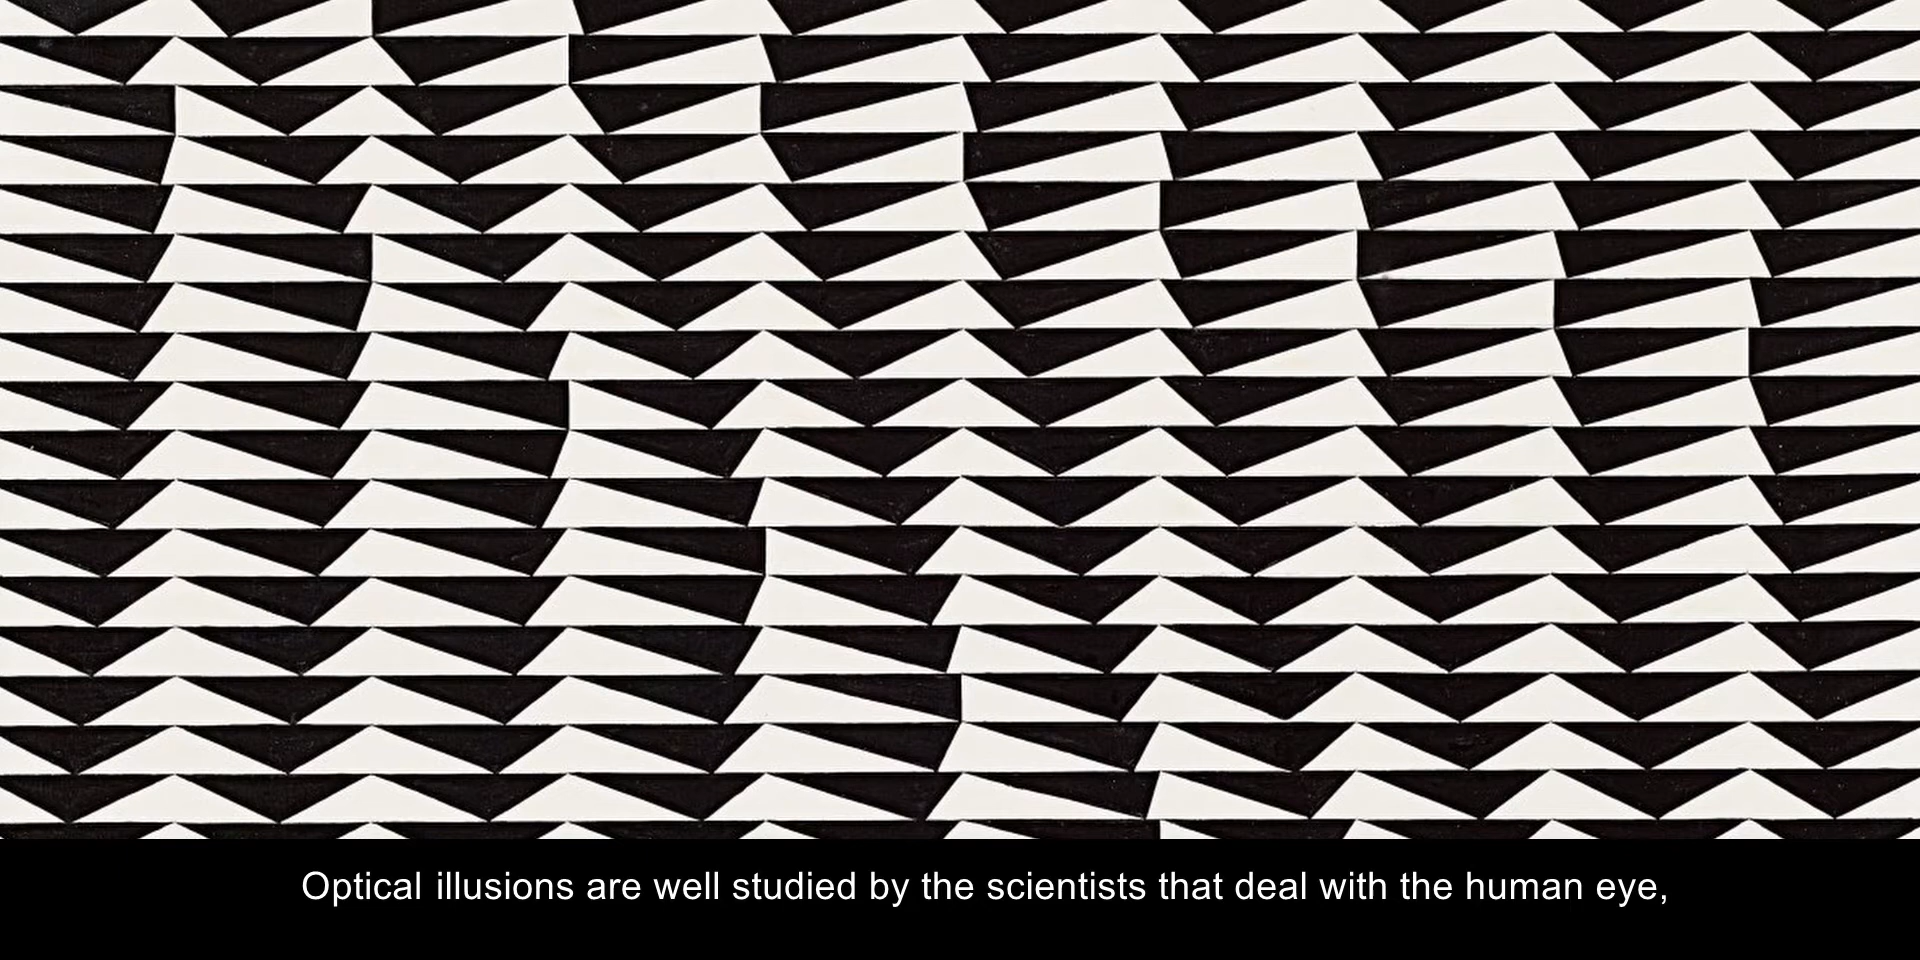 Optical illusions are well studied by the scientists that deal with the human eye,